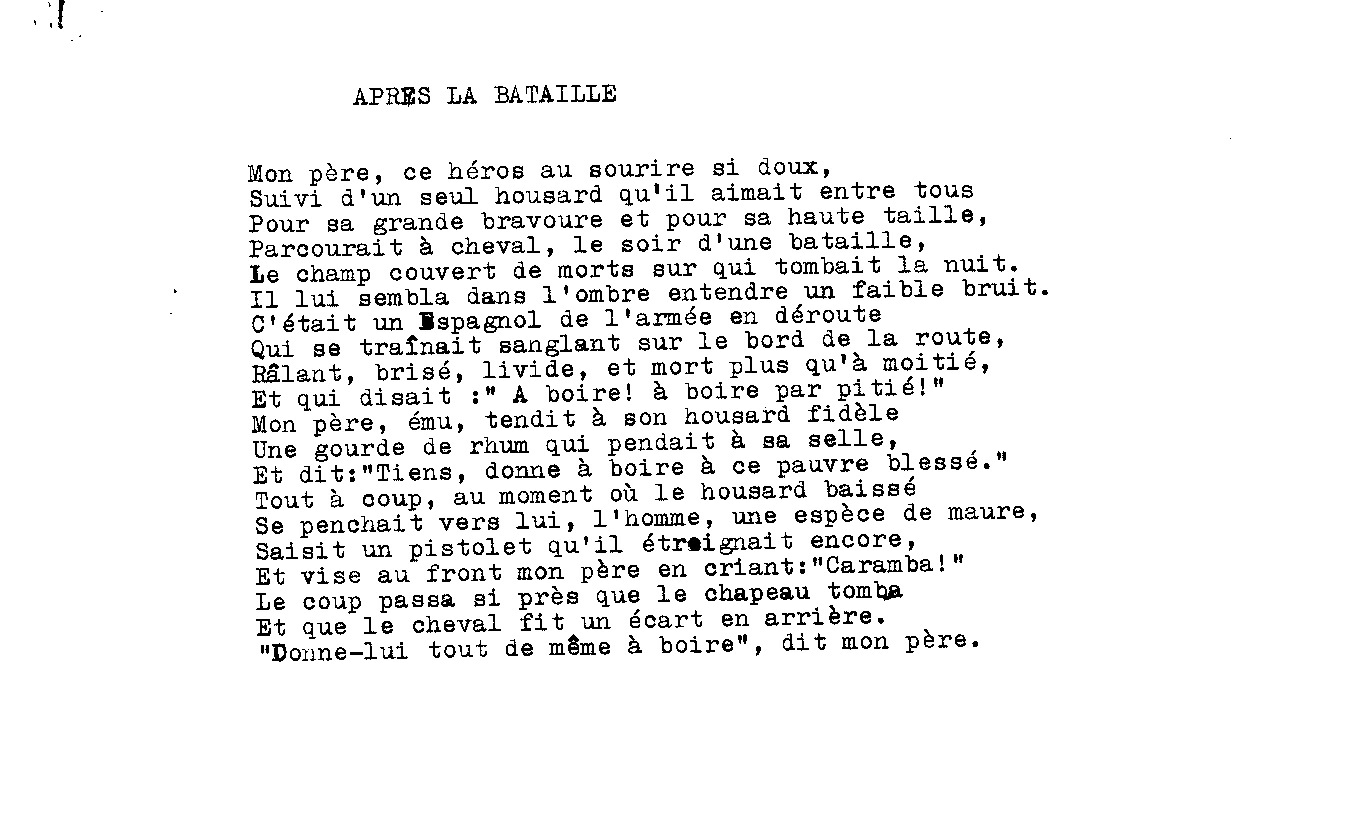 APRES LA BATAILLE
Mon père, ce héros au sourire si doux,
Suivi d'un seul housard qu'il aimait entre tous
Pour sa grande bravoure et pour sa haute taille,
Parcourait à cheval, le soir d'une bataille,
Le champ couvert de morts sur qui tombait la nuit.
Il lui sembla dans l'ombre entendre un faible bruit.
C'était un Espagnol de l'armée en déroute
Qui se traînait sanglant sur le bord de la route,
Râlant, brisé, livide, et mort plus qu'à moitié,
Et qui disait :" A boire! à boire par pitié!"
Mon père, ému, tendit à son housard fidèle
Une gourde de rhum qui pendait à sa selle,
Et dit:"Tiens, donne à boire à ce pauvre blessé."
Tout à coup, au moment où le housard baissé
Se penchait vers lui, l'homme, une espèce de maure,
Saisit un pistolet qu'il étreignait encore,
Et vise au front mon père en criant:"Caramba!"
Le coup passa si près que le chapeau tomba
Et que le cheval fit un écart en arrière.
"Donne-lui tout de même à boire", dit mon père.